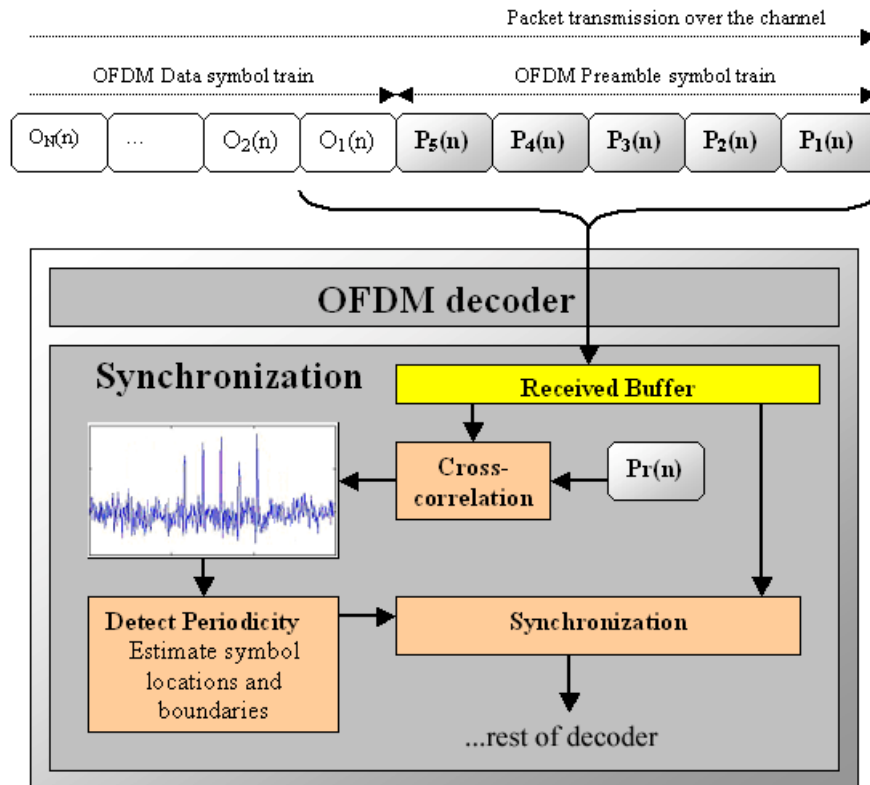 Packet transmission over the channel
OFDM Data symbol train
OFDM Preamble symbol train
O_N(n)
...
O_2(n)
O_1(n)
P_5(n)
P_4(n)
P_3(n)
P_2(n)
P_1(n)
OFDM decoder
Synchronization
Received Buffer
Cross-
correlation
Pr(n)
Detect Periodicity
Estimate symbol
locations and
boundaries
Synchronization
...rest of decoder